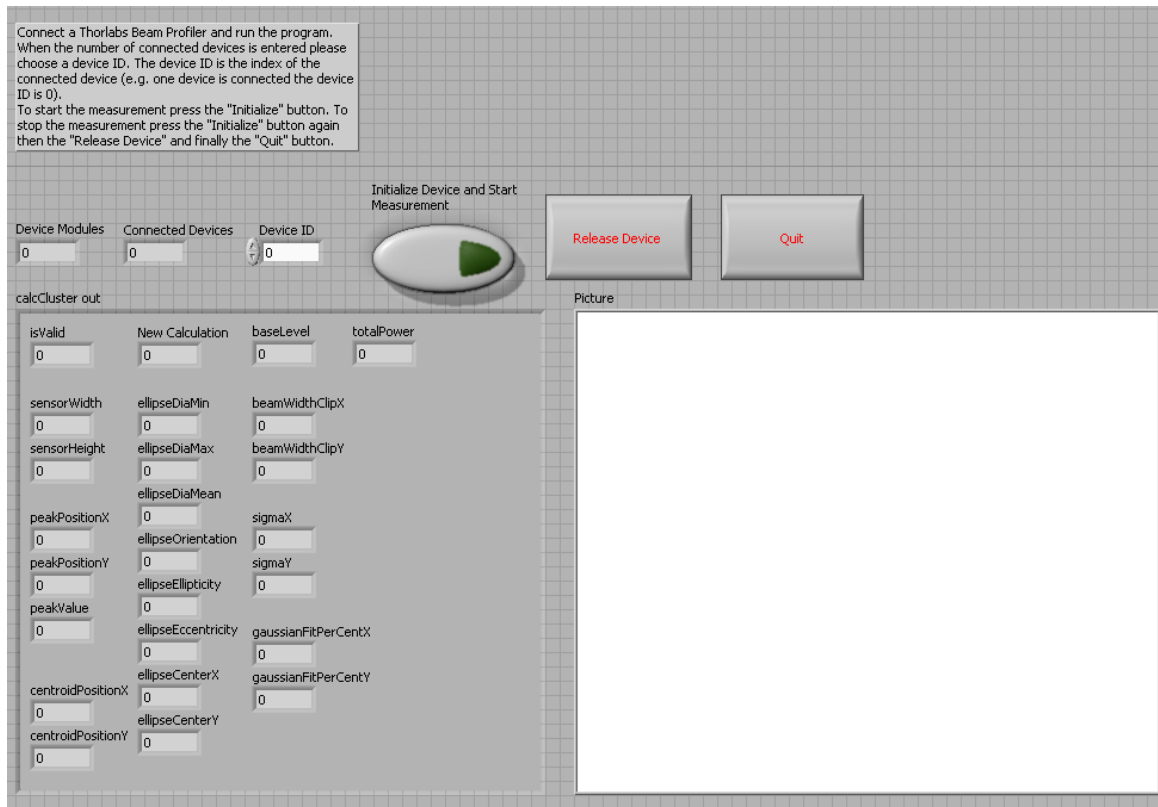 Connect a Thorlabs Beam Profiler and run the program.
When the number of connected devices is entered please
choose a device ID. The device ID is the index of the
connected device (e.g. one device is connected the device
ID is 0).
To start the measurement press the "Initialize" button. To
stop the measurement press the "Initialize" button again
then the "Release Device" and finally the "Quit" button.
Initialize Device and Start
Measurement
Device Modules
0
Connected Devices
0
Device ID
0
Release Device
Quit
calcCluster out
isValid
0
New Calculation
0
baseLevel
0
totalPower
0
sensorWidth
0
sensorHeight
0
peakPositionX
0
peakPositionY
0
peakValue
0
centroidPositionX
0
centroidPositionY
0
ellipseDiaMin
0
ellipseDiaMax
0
ellipseDiaMean
0
ellipseOrientation
0
ellipseEllipticity
0
ellipseEccentricity
0
ellipseCenterX
0
ellipseCenterY
0
beamWidthClipX
0
beamWidthClipY
0
sigmaX
0
sigmaY
0
gaussianFitPerCentX
0
gaussianFitPerCentY
0
Picture